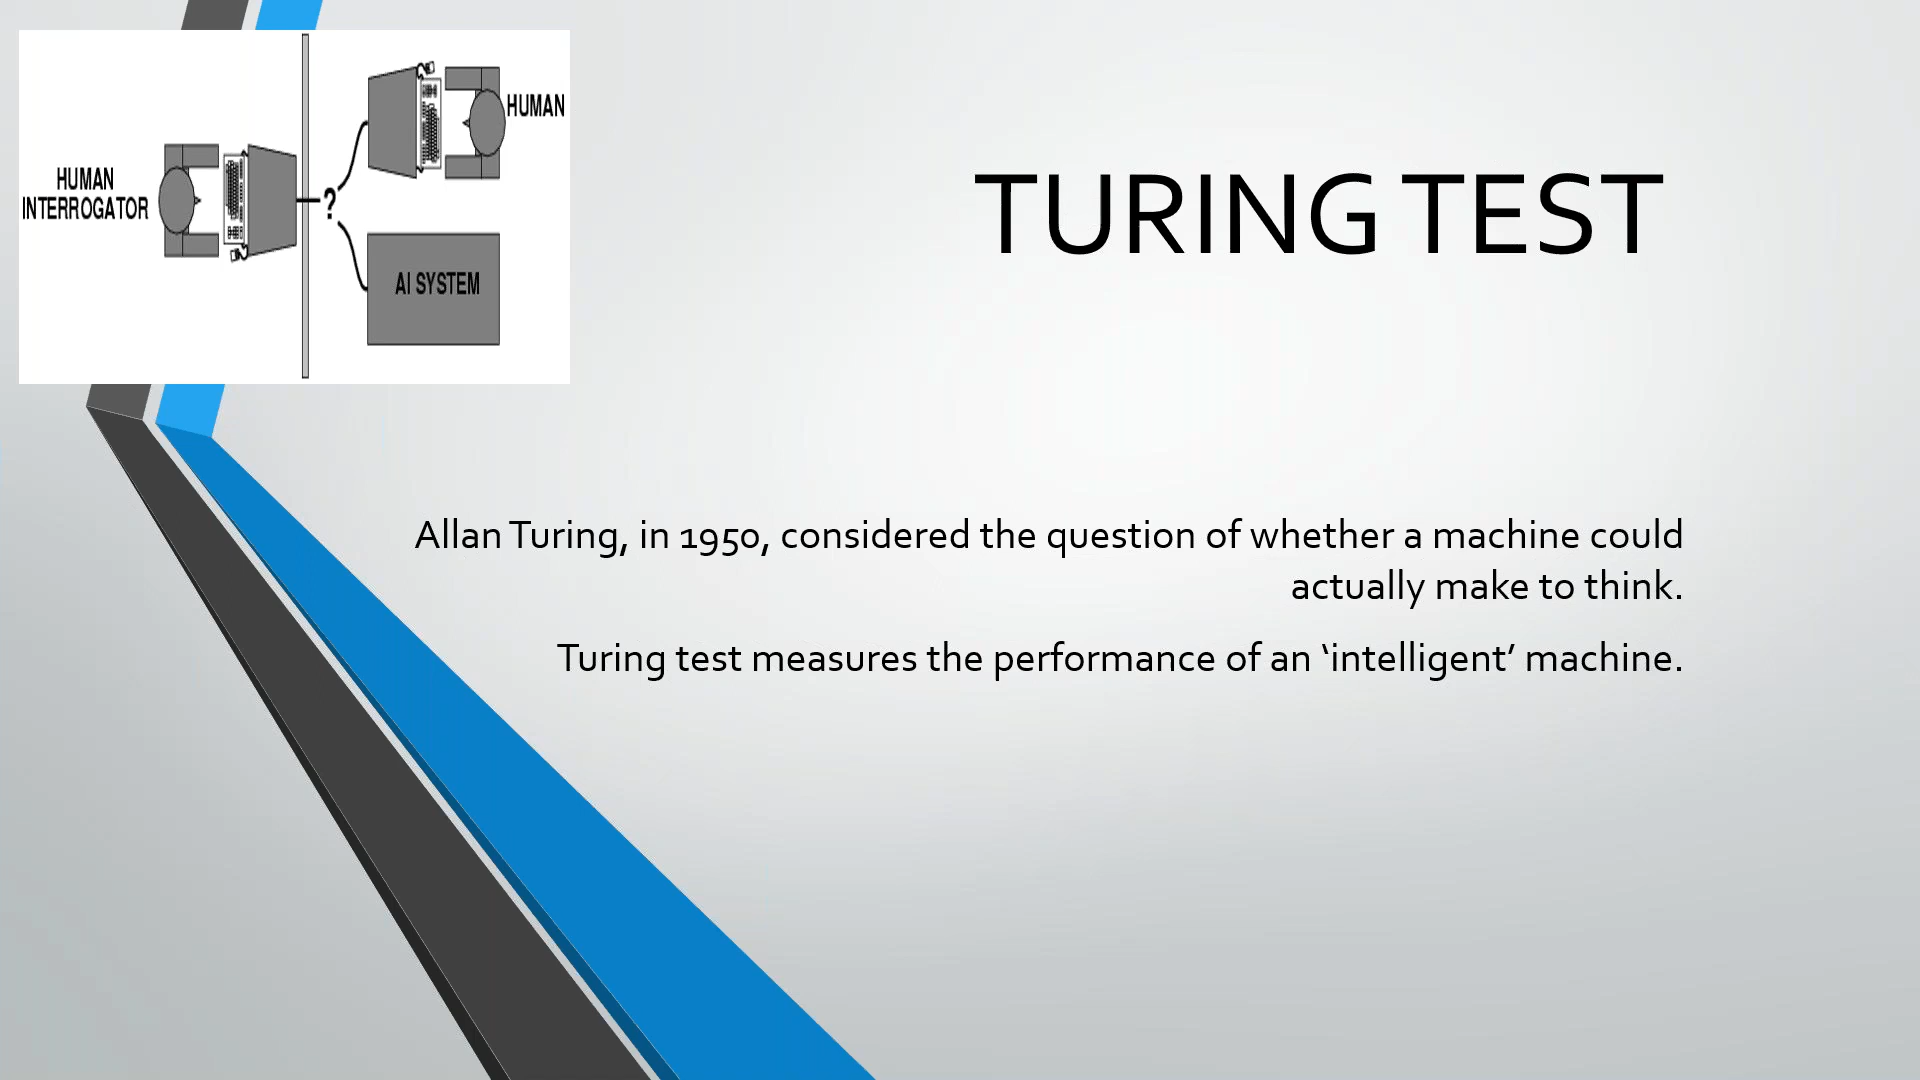 HUMAN
HUMAN
INTERROGATOR
?
AI SYSTEM
TURING TEST
Allan Turing, in 1950, considered the question of whether a machine could
actually make to think.
Turing test measures the performance of an ‘intelligent’ machine.